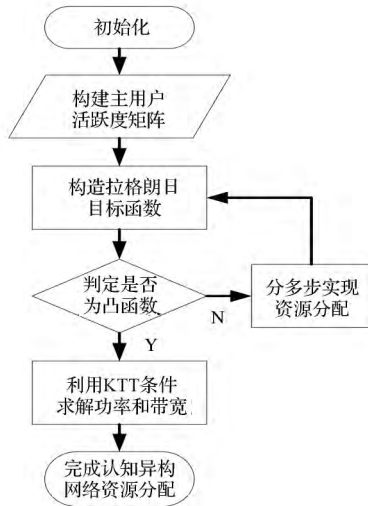 初始化
构建主用户
活跃度矩阵
构造拉格朗日
目标函数
判定是否
为凸函数
N
分多步实现
资源分配
Y
利用KTT条件
求解功率和带宽
完成认知异构
网络资源分配